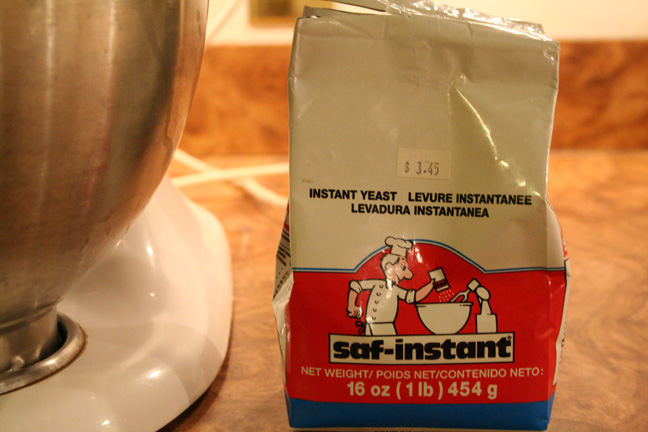 $ 3.45
INSTANT YEAST LEVURE INSTANTANEE
LEVADURA INSTANTANEA
saf-instant
NET WEIGHT/ POIDS NET/CONTENIDO NETO:
16 oz ( 1 lb ) 454 g